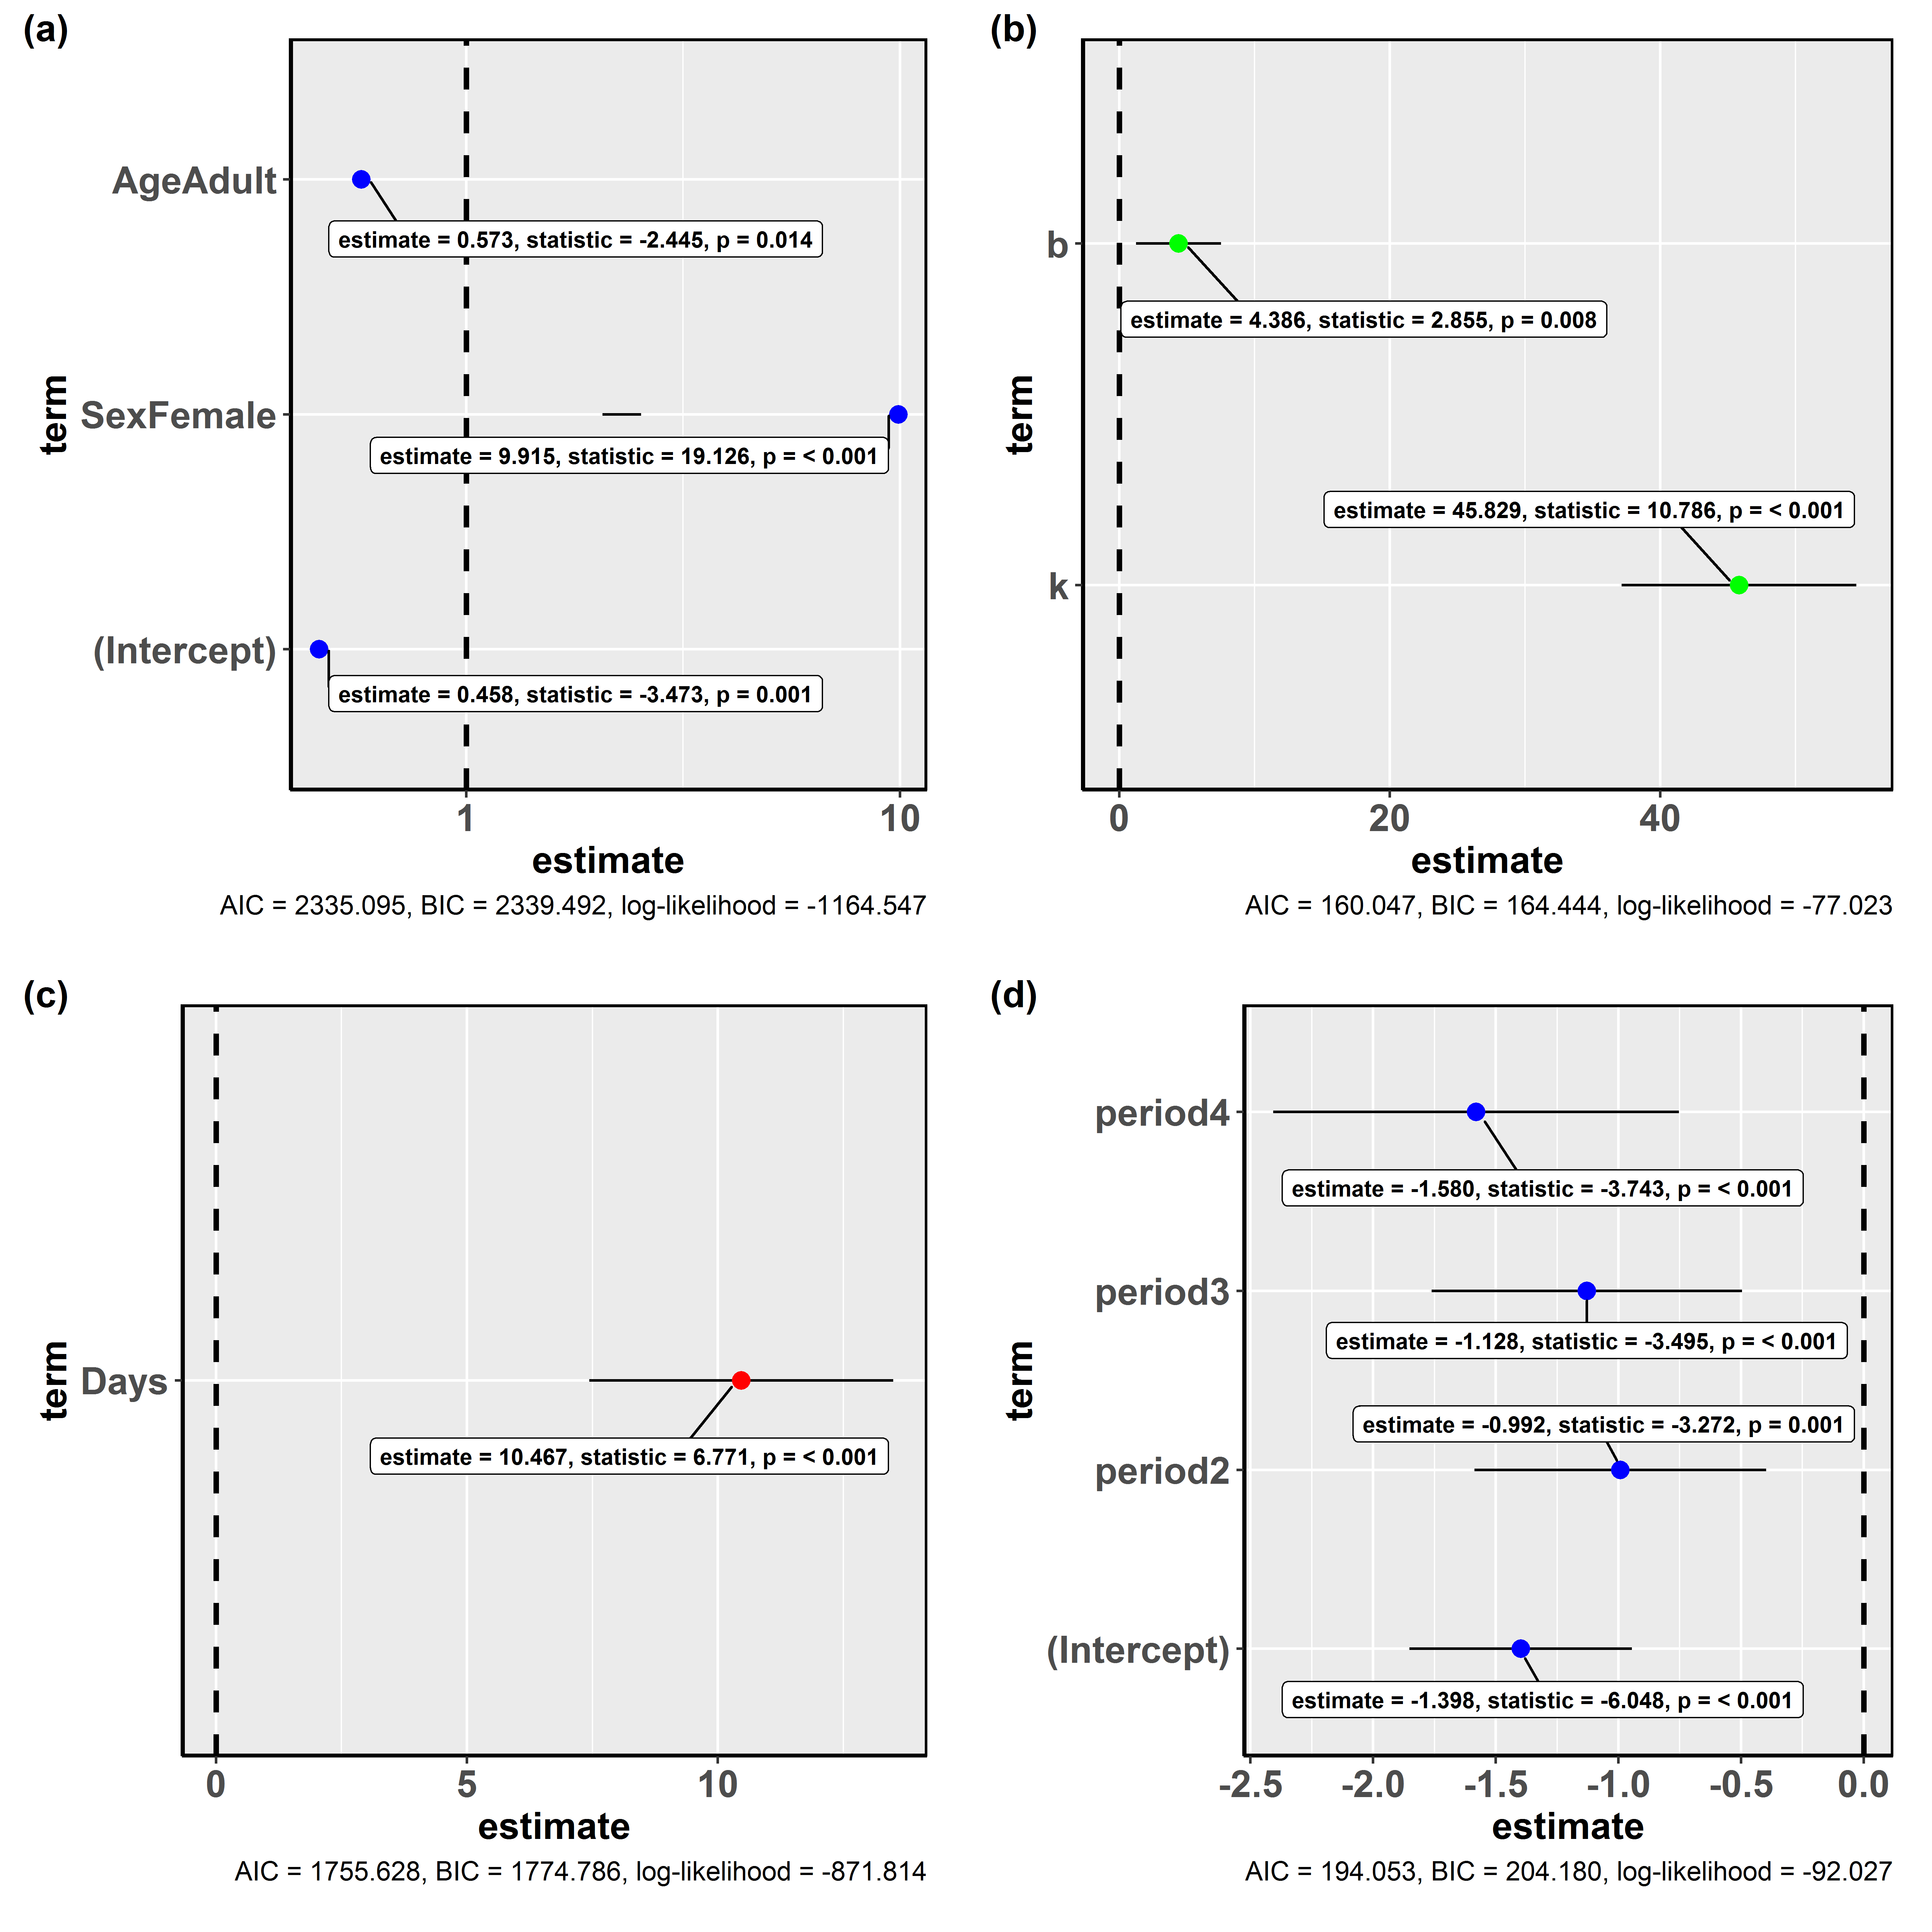 (a)
term
AgeAdult
SexFemale
(Intercept)
estimate = 0.573, statistic = -2.445, p = 0.014
estimate = 9.915, statistic = 19.126, p = < 0.001
estimate = 0.458, statistic = -3.473, p = 0.001
1 10
estimate
AIC = 2335.095, BIC = 2339.492, log-likelihood = -1164.547
(b)
term
b
k
estimate = 4.386, statistic = 2.855, p = 0.008
estimate = 45.829, statistic = 10.786, p = < 0.001
0 20 40
estimate
AIC = 160.047, BIC = 164.444, log-likelihood = -77.023
(c)
term
Days
estimate = 10.467, statistic = 6.771, p = < 0.001
0 5 10
estimate
AIC = 1755.628, BIC = 1774.786, log-likelihood = -871.814
(d)
term
period4
period3
period2
(Intercept)
estimate = -1.580, statistic = -3.743, p = < 0.001
estimate = -1.128, statistic = -3.495, p = < 0.001
estimate = -0.992, statistic = -3.272, p = 0.001
estimate = -1.398, statistic = -6.048, p = < 0.001
-2.5 -2.0 -1.5 -1.0 -0.5 0.0
estimate
AIC = 194.053, BIC = 204.180, log-likelihood = -92.027